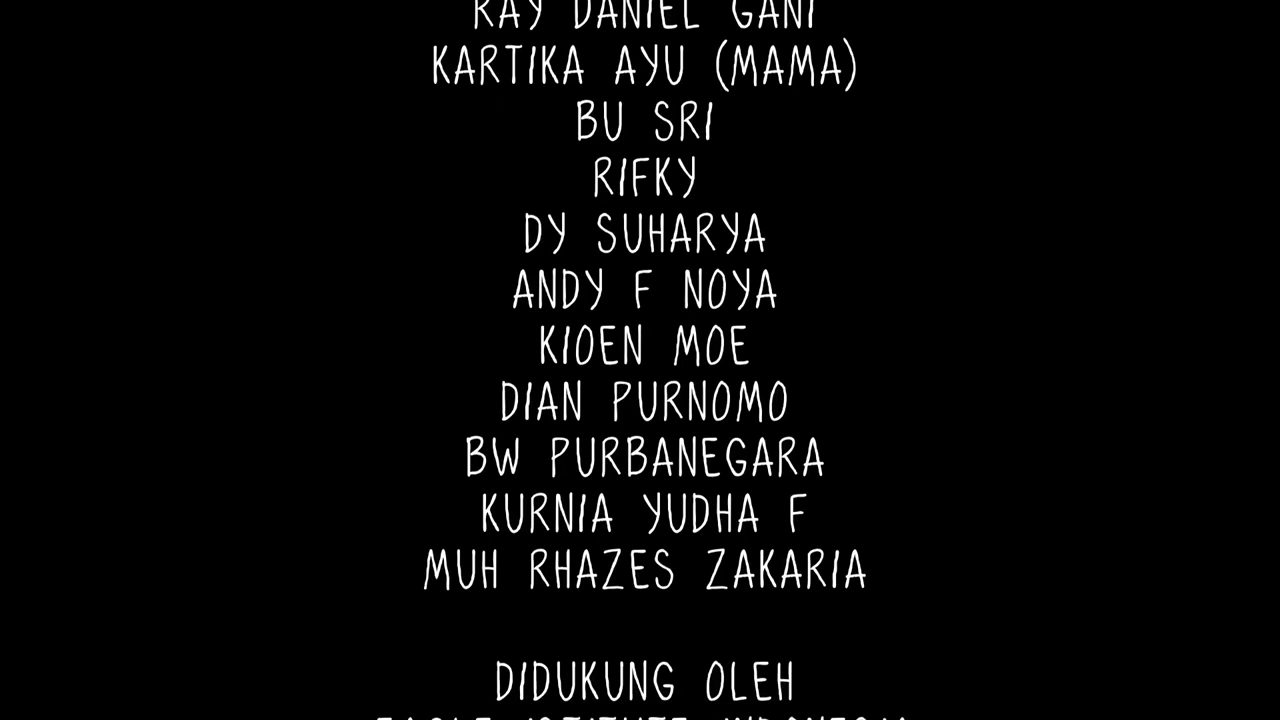 RAY DANIEL GANI
KARTIKA AYU (MAMA)
BU SRI
RIFKY
DY SUHARYA
ANDY F NOYA
KIOEN MOE
DIAN PURNOMO
BW PURBANEGARA
KURNIA YUDHA F
MUH RHAZES ZAKARIA
DIDUKUNG OLEH